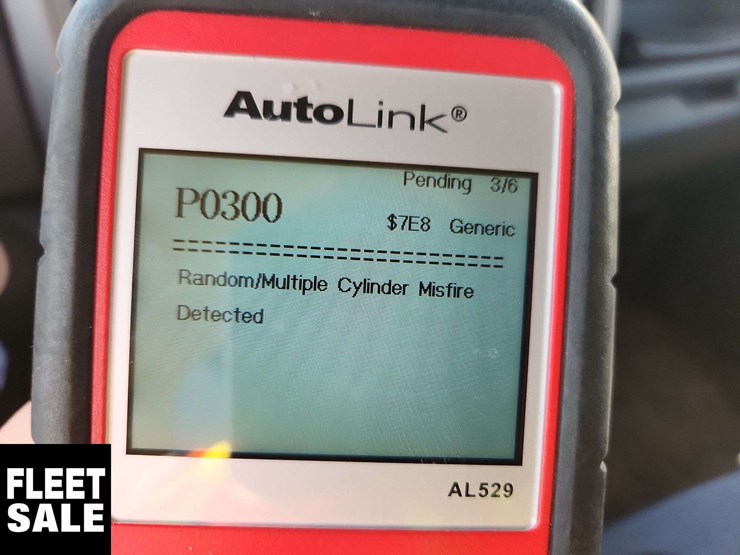 AutoLink®
Pending 3/6
P0300
$7E8 Generic
Random/Multiple Cylinder Misfire
Detected
AL529
FLEET
SALE